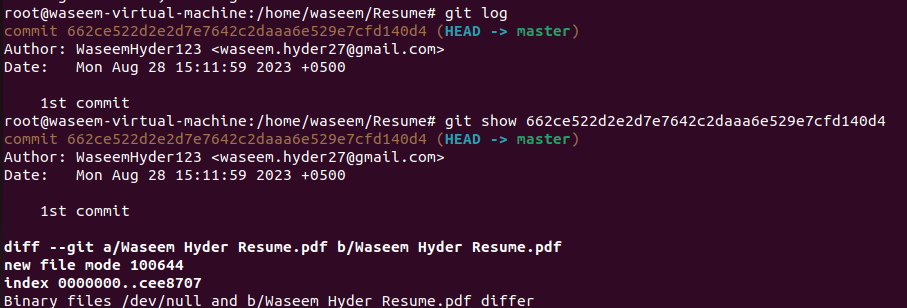 root@waseem-virtual-machine:/home/waseem/Resume# git log
commit 662ce522d2e2d7e7642c2daaa6e529e7cfd140d4 (HEAD -> master)
Author: WaseemHyder123 <waseem.hyder27@gmail.com>
Date:   Mon Aug 28 15:11:59 2023 +0500
    1st commit
root@waseem-virtual-machine:/home/waseem/Resume# git show 662ce522d2e2d7e7642c2daaa6e529e7cfd140d4
commit 662ce522d2e2d7e7642c2daaa6e529e7cfd140d4 (HEAD -> master)
Author: WaseemHyder123 <waseem.hyder27@gmail.com>
Date:   Mon Aug 28 15:11:59 2023 +0500
    1st commit
diff --git a/Waseem Hyder Resume.pdf b/Waseem Hyder Resume.pdf
new file mode 100644
index 0000000..cee8707
Binary files /dev/null and b/Waseem Hyder Resume.pdf differ